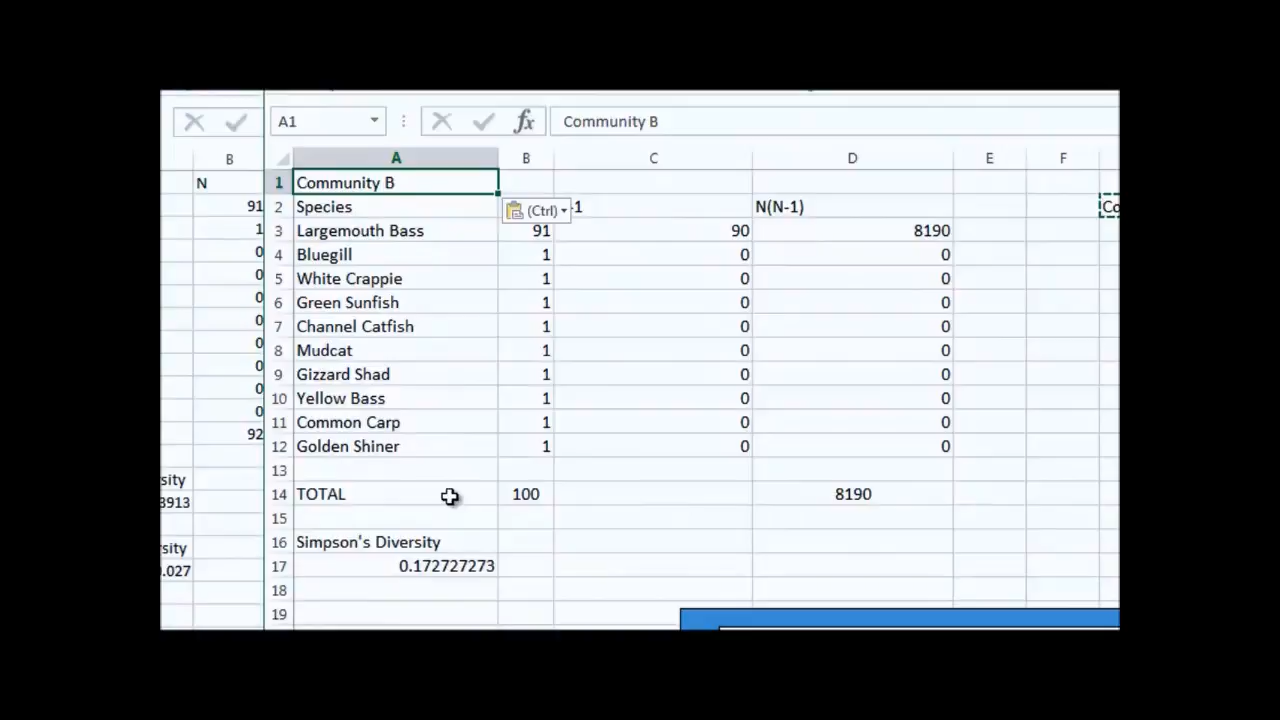 A1 fx Community B
B A B C D E F
N 1 Community B
91 2 Species (Ctrl) -1 N(N-1) Co
1 3 Largemouth Bass 91 90 8190
0 4 Bluegill 1 0 0
0 5 White Crappie 1 0 0
0 6 Green Sunfish 1 0 0
0 7 Channel Catfish 1 0 0
0 8 Mudcat 1 0 0
0 9 Gizzard Shad 1 0 0
0 10 Yellow Bass 1 0 0
0 11 Common Carp 1 0 0
92 12 Golden Shiner 1 0 0
13
sity 14 TOTAL 100 8190
3913 15
sity 16 Simpson's Diversity
.027 17 0.172727273
18
19